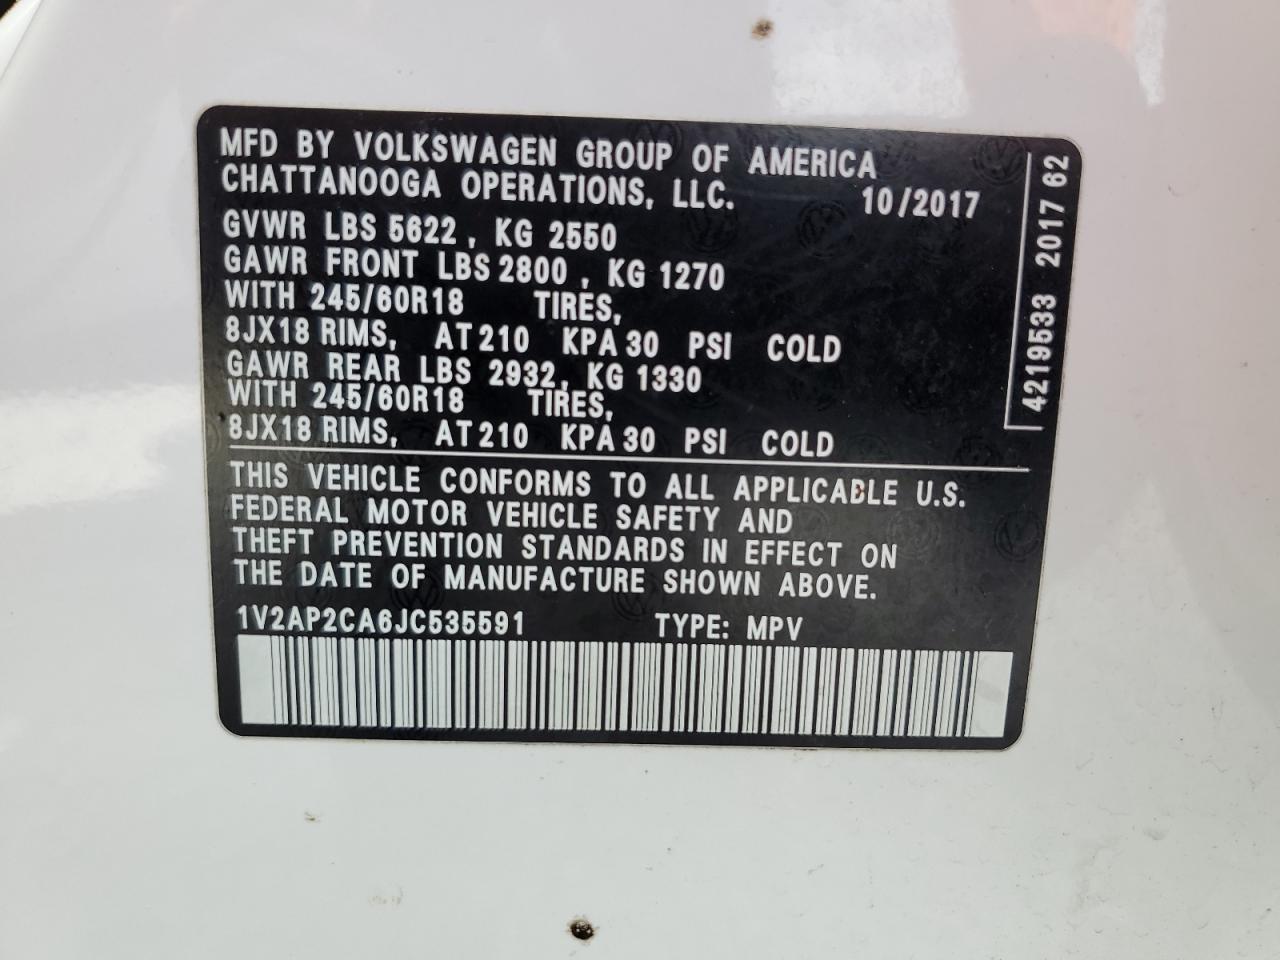 MFD BY VOLKSWAGEN GROUP OF AMERICA
CHATTANOOGA OPERATIONS, LLC. 10/2017
GVWR LBS 5622, KG 2550
GAWR FRONT LBS 2800, KG 1270
WITH 245/60R18 TIRES,
8JX18 RIMS, AT 210 KPA 30 PSI COLD
GAWR REAR LBS 2932, KG 1330
WITH 245/60R18 TIRES,
8JX18 RIMS, AT 210 KPA 30 PSI COLD
THIS VEHICLE CONFORMS TO ALL APPLICABLE U.S.
FEDERAL MOTOR VEHICLE SAFETY AND
THEFT PREVENTION STANDARDS IN EFFECT ON
THE DATE OF MANUFACTURE SHOWN ABOVE.
1V2AP2CA6JC535591 TYPE: MPV
4219533 2017 62